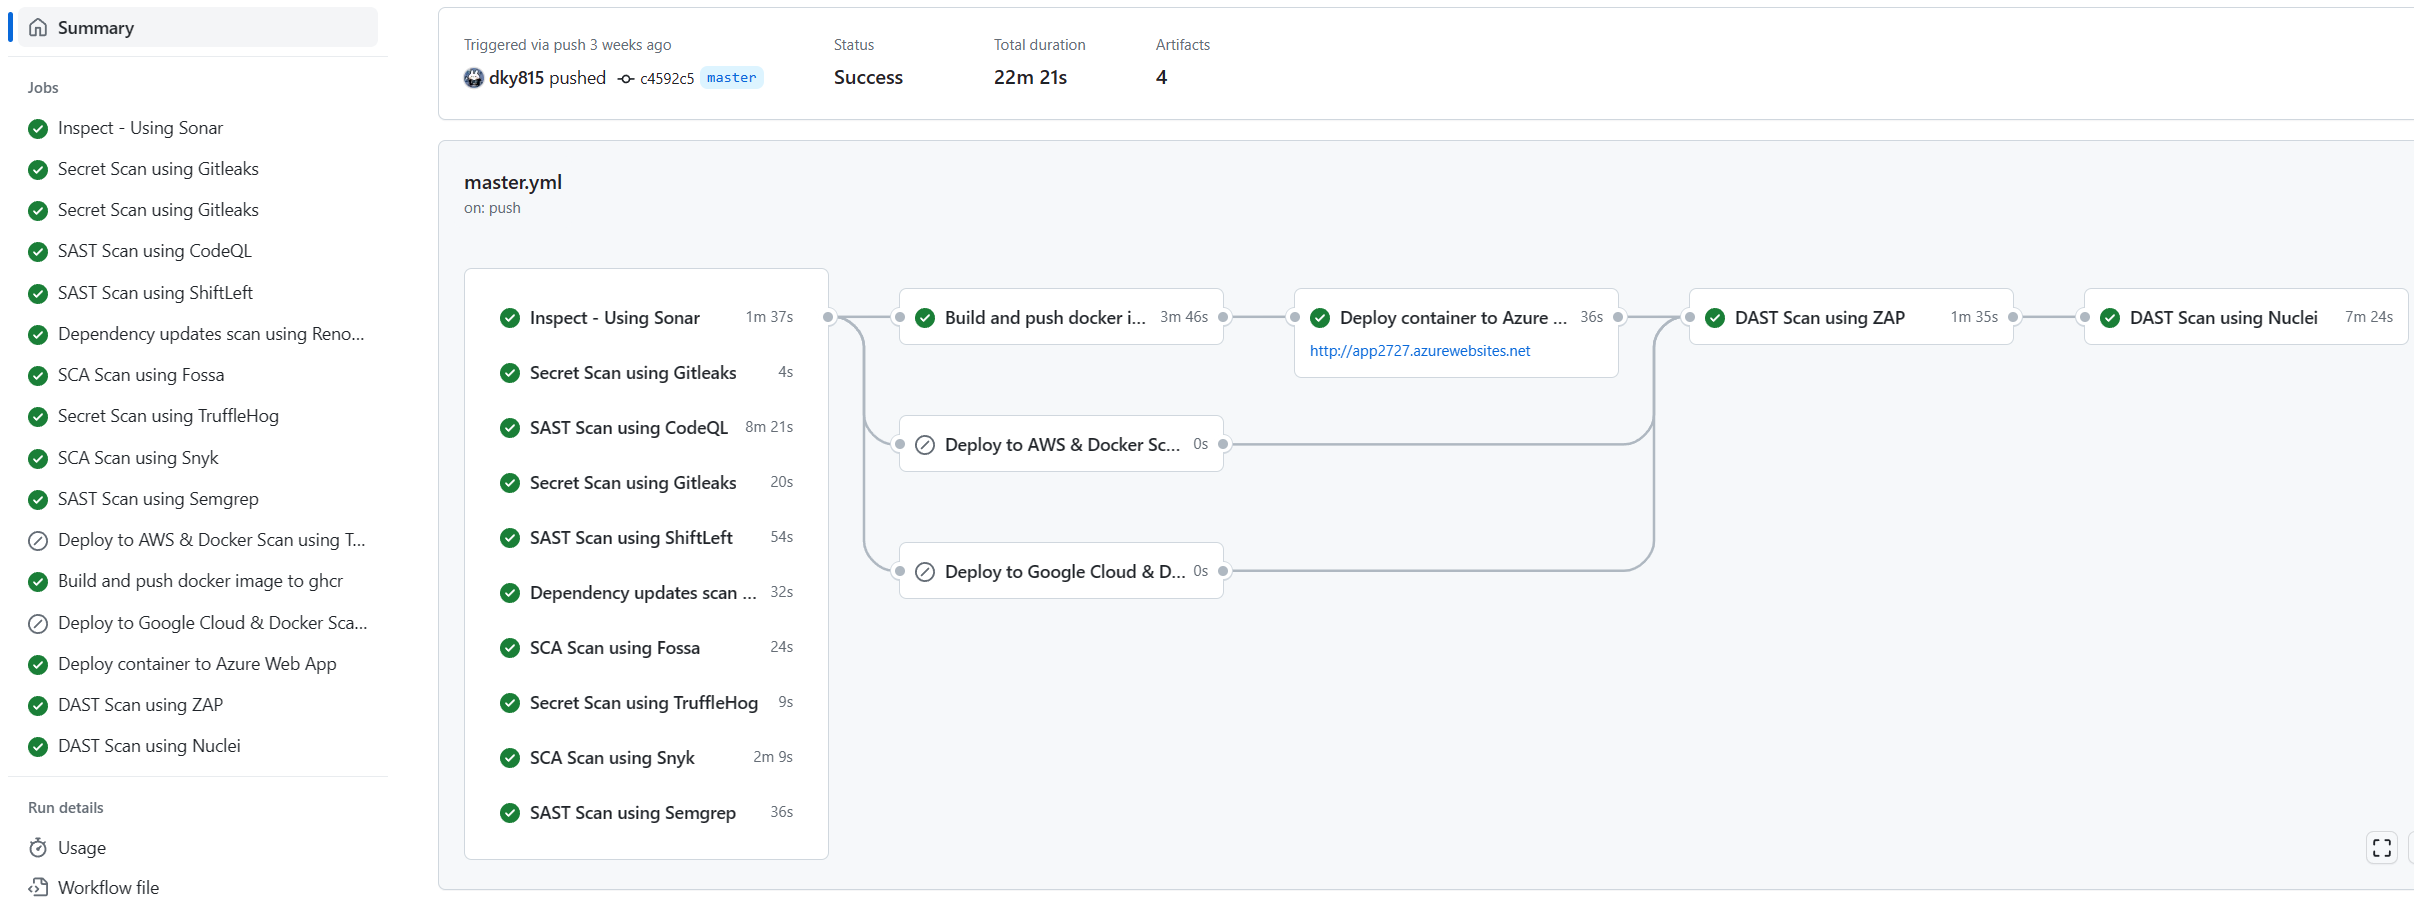 Summary
Jobs
Inspect - Using Sonar
Secret Scan using Gitleaks
Secret Scan using Gitleaks
SAST Scan using CodeQL
SAST Scan using ShiftLeft
Dependency updates scan using Reno...
SCA Scan using Fossa
Secret Scan using TruffleHog
SCA Scan using Snyk
SAST Scan using Semgrep
Deploy to AWS & Docker Scan using T...
Build and push docker image to ghcr
Deploy to Google Cloud & Docker Sca...
Deploy container to Azure Web App
DAST Scan using ZAP
DAST Scan using Nuclei
Run details
Usage
Workflow file
Triggered via push 3 weeks ago
dky815 pushed c4592c5 master
Status
Success
Total duration
22m 21s
Artifacts
4
master.yml
on: push
Inspect - Using Sonar 1m 37s
Secret Scan using Gitleaks 4s
SAST Scan using CodeQL 8m 21s
Secret Scan using Gitleaks 20s
SAST Scan using ShiftLeft 54s
Dependency updates scan ... 32s
SCA Scan using Fossa 24s
Secret Scan using TruffleHog 9s
SCA Scan using Snyk 2m 9s
SAST Scan using Semgrep 36s
Build and push docker i... 3m 46s
Deploy to AWS & Docker Sc... 0s
Deploy to Google Cloud & D... 0s
Deploy container to Azure ... 36s
http://app2727.azurewebsites.net
DAST Scan using ZAP 1m 35s
DAST Scan using Nuclei 7m 24s